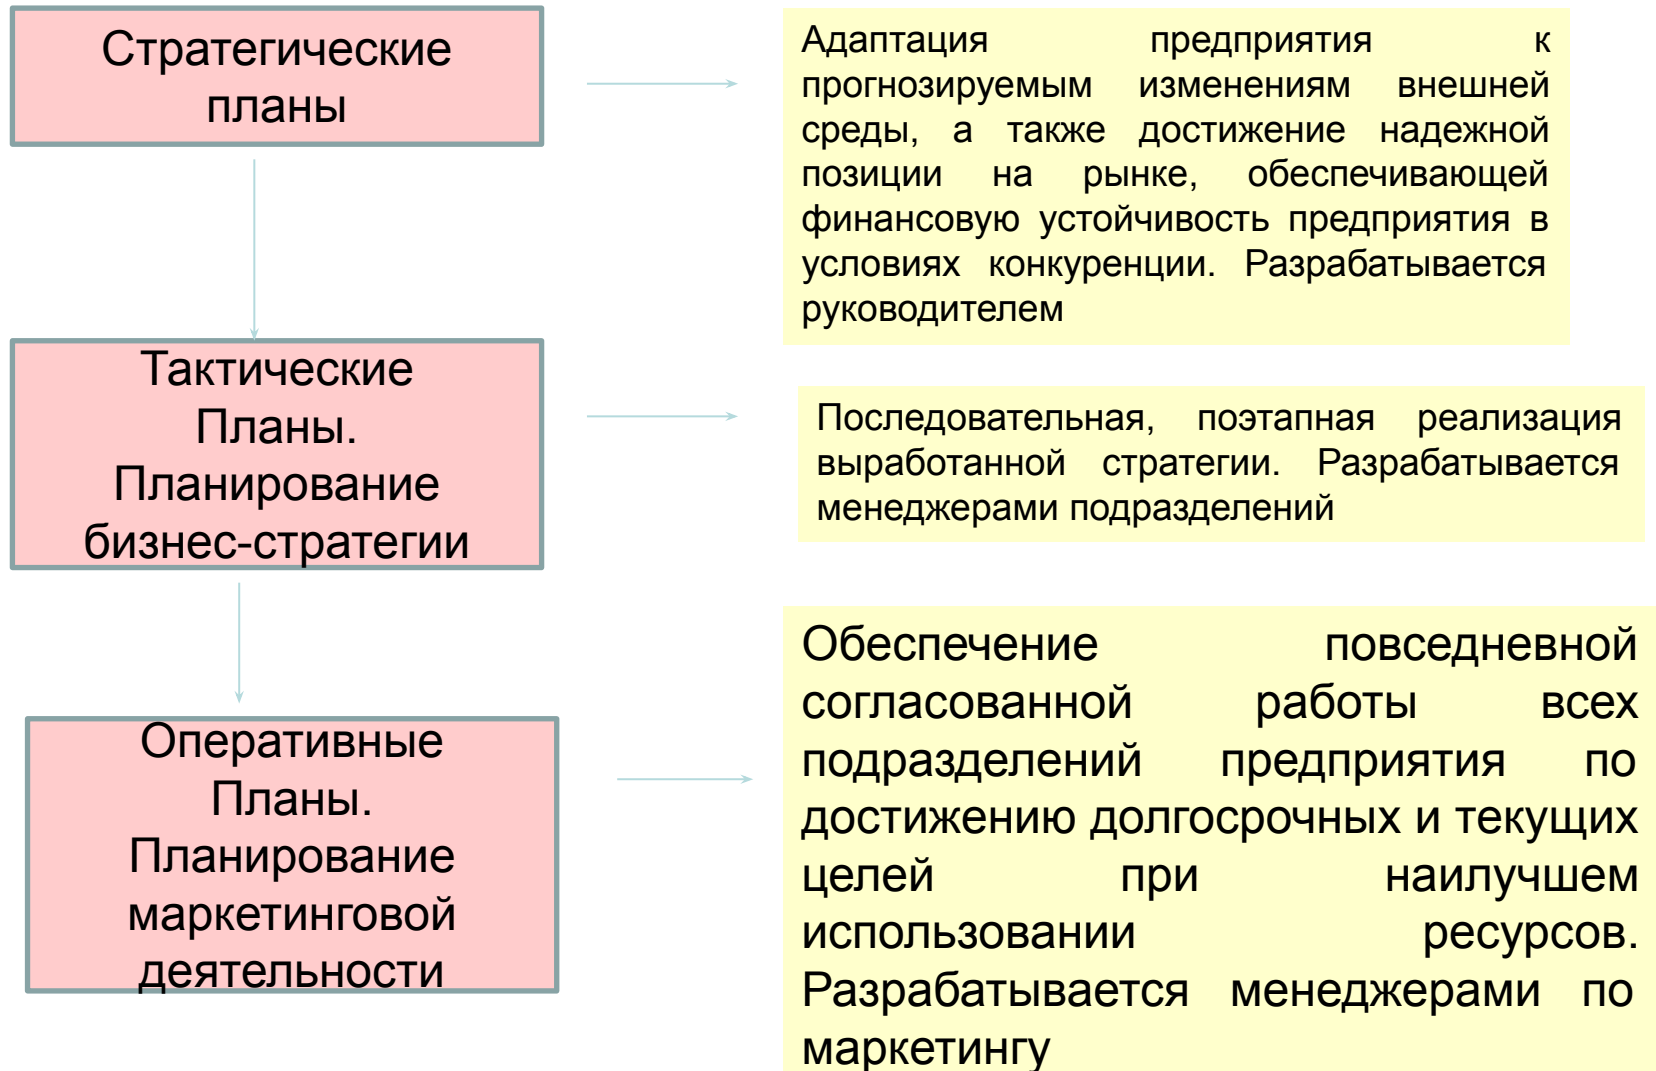 Стратегические
планы
Адаптация предприятия к
прогнозируемым изменениям внешней
среды, а также достижение надежной
позиции на рынке, обеспечивающей
финансовую устойчивость предприятия в
условиях конкуренции. Разрабатывается
руководителем
Тактические
Планы.
Планирование
бизнес-стратегии
Последовательная, поэтапная реализация
выработанной стратегии. Разрабатывается
менеджерами подразделений
Оперативные
Планы.
Планирование
маркетинговой
деятельности
Обеспечение повседневной
согласованной работы всех
подразделений предприятия по
достижению долгосрочных и текущих
целей при наилучшем
использовании ресурсов.
Разрабатывается менеджерами по
маркетингу